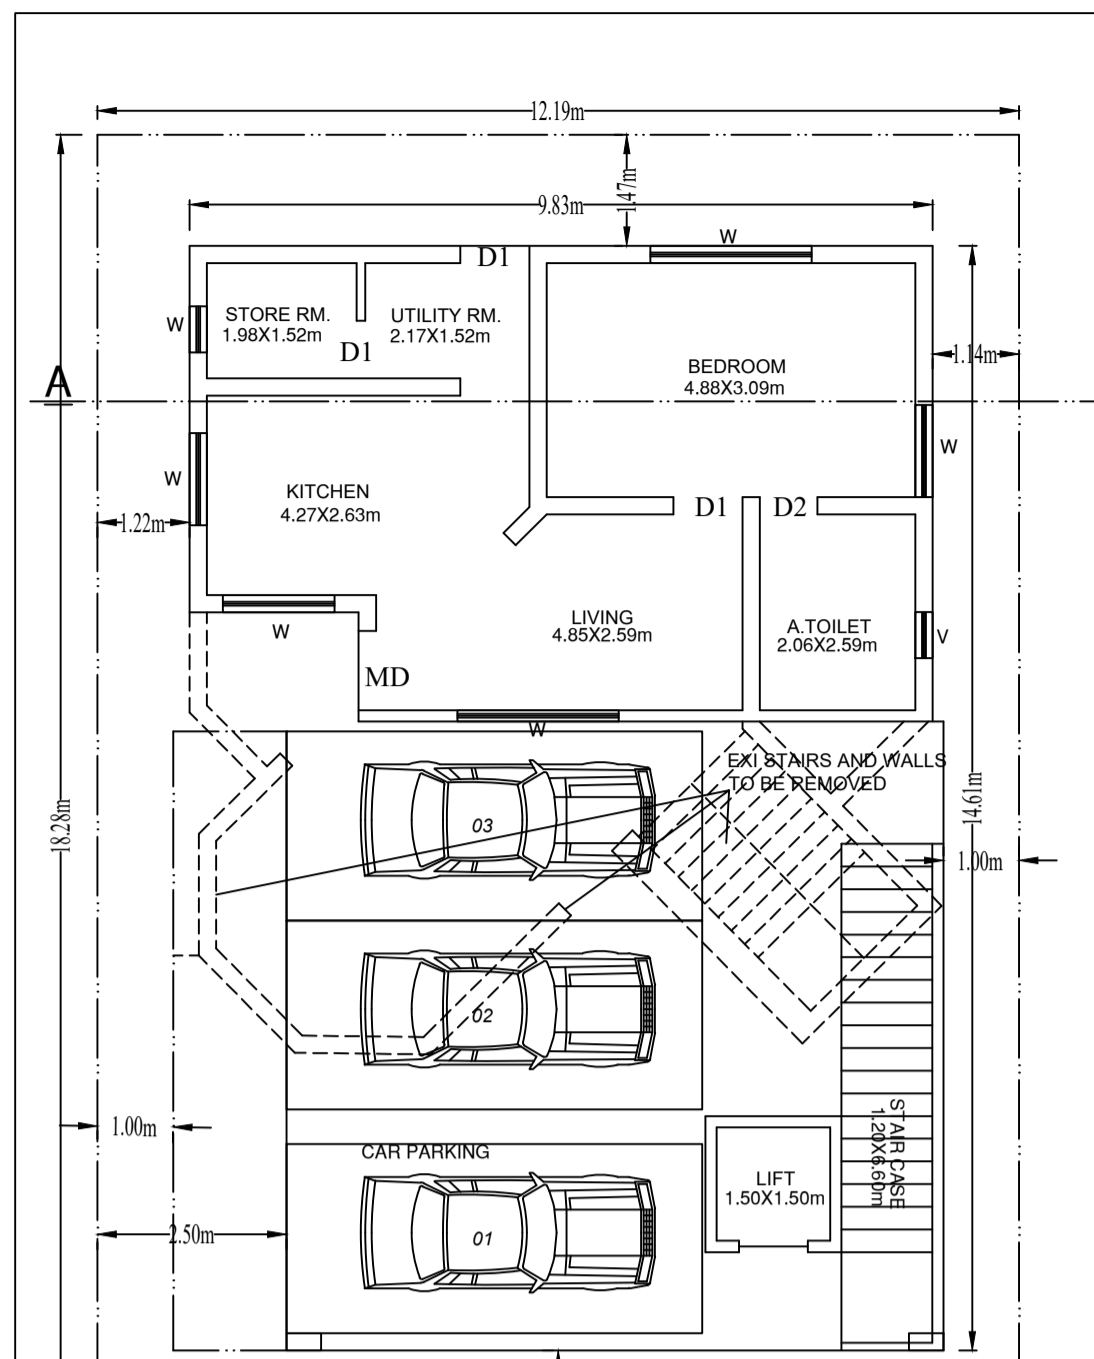 12.19m
1.47m
9.83m
W
D1
STORE RM.
1.98X1.52m
UTILITY RM.
2.17X1.52m
W
D1
BEDROOM
4.88X3.09m
1.14m
A
W
W
KITCHEN
4.27X2.63m
D1
D2
1.22m
LIVING
4.85X2.59m
A.TOILET
2.06X2.59m
W
V
MD
W
EXI STAIRS AND WALLS
TO BE REMOVED
18.28m
14.61m
03
1.00m
02
1.00m
CAR PARKING
STAIR CASE
1.20X6.60m
LIFT
1.50X1.50m
2.50m
01